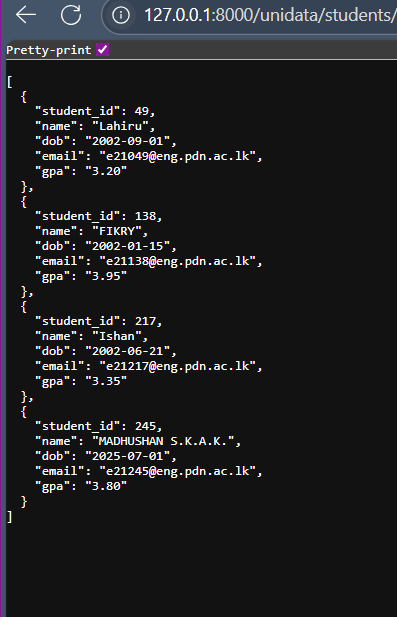 127.0.0.1:8000/unidata/students/
Pretty-print
[
  {
    "student_id": 49,
    "name": "Lahiru",
    "dob": "2002-09-01",
    "email": "e21049@eng.pdn.ac.lk",
    "gpa": "3.20"
  },
  {
    "student_id": 138,
    "name": "FIKRY",
    "dob": "2002-01-15",
    "email": "e21138@eng.pdn.ac.lk",
    "gpa": "3.95"
  },
  {
    "student_id": 217,
    "name": "Ishan",
    "dob": "2002-06-21",
    "email": "e21217@eng.pdn.ac.lk",
    "gpa": "3.35"
  },
  {
    "student_id": 245,
    "name": "MADHUSHAN S.K.A.K.",
    "dob": "2025-07-01",
    "email": "e21245@eng.pdn.ac.lk",
    "gpa": "3.80"
  }
]